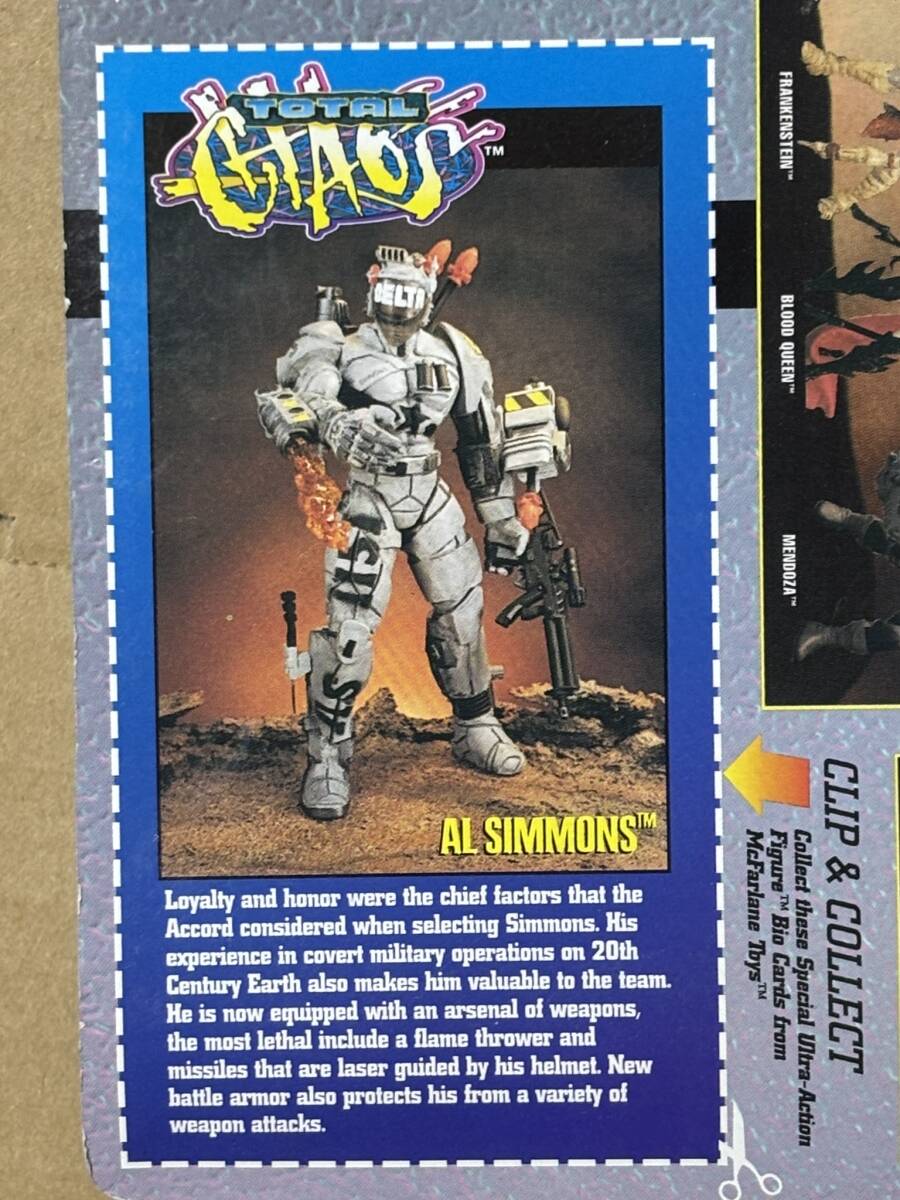 TOTAL
CHAOS™
DELTA
AL SIMMONS™
Loyalty and honor were the chief factors that the
Accord considered when selecting Simmons. His
experience in covert military operations on 20th
Century Earth also makes him valuable to the team.
He is now equipped with an arsenal of weapons,
the most lethal include a flame thrower and
missiles that are laser guided by his helmet. New
battle armor also protects his from a variety of
weapon attacks.
FRANKENSTEIN™
BLOOD QUEEN™
MENDOZA™
CLIP & COLLECT
Collect these Special Ultra-Action
Figure™ Bio Cards from
McFarlane Toys™